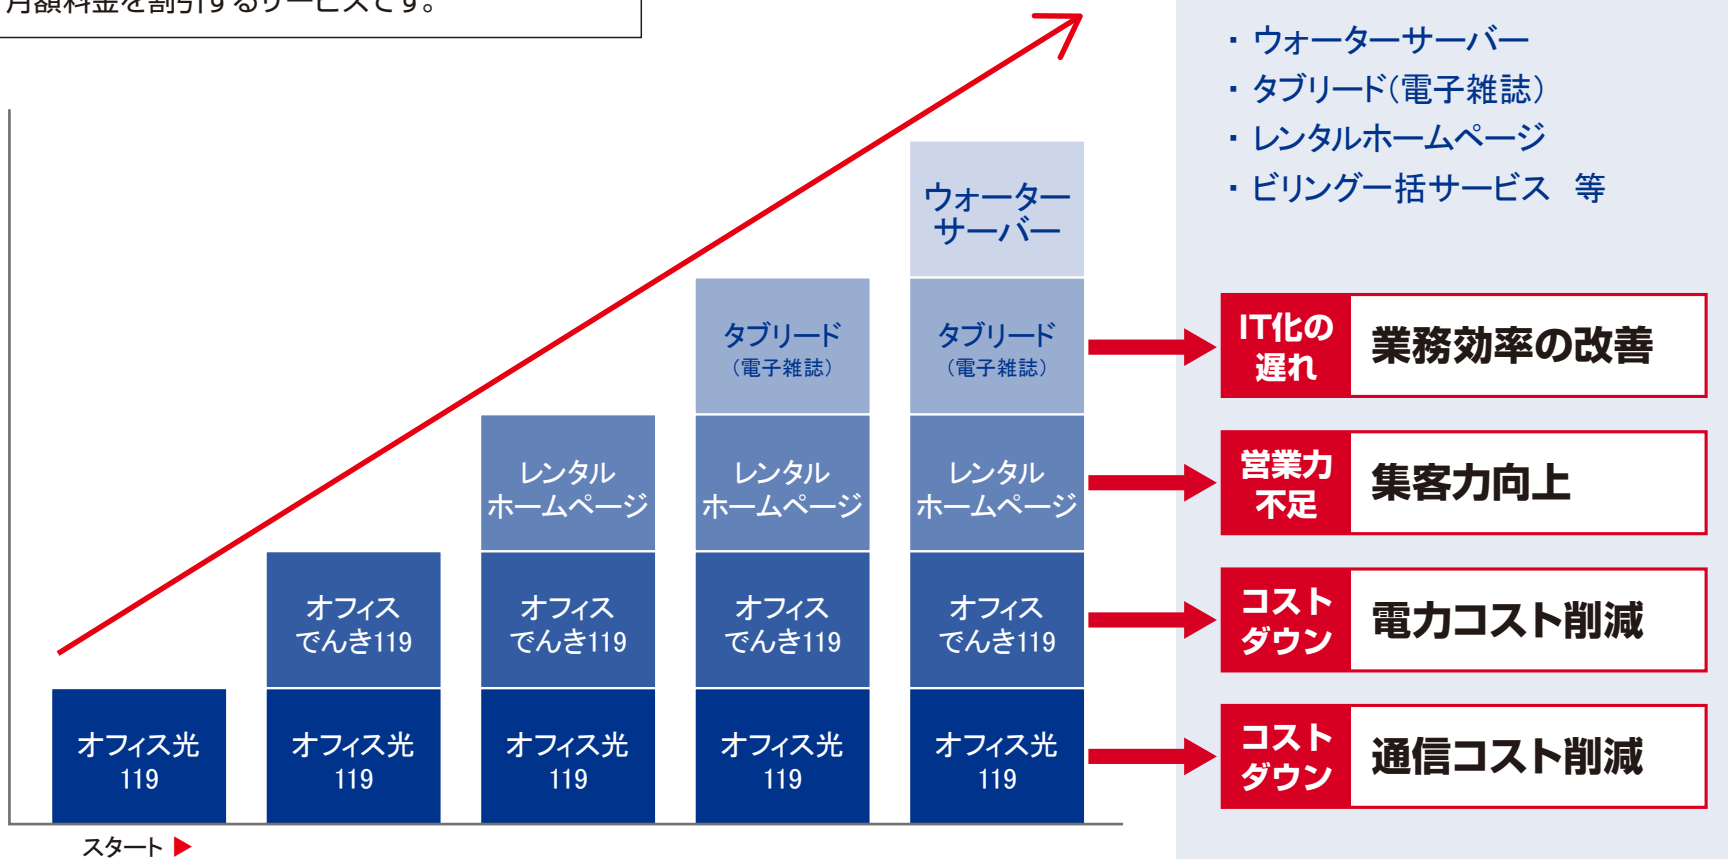 月額料金を割引するサービスです。
・ウォーターサーバー
・タブリード(電子雑誌)
・レンタルホームページ
・ビリング一括サービス 等
ウォーター
サーバー
タブリード
(電子雑誌)
タブリード
(電子雑誌)
レンタル
ホームページ
レンタル
ホームページ
レンタル
ホームページ
オフィス
でんき119
オフィス
でんき119
オフィス
でんき119
オフィス
でんき119
オフィス光
119
オフィス光
119
オフィス光
119
オフィス光
119
オフィス光
119
スタート ▶
IT化の
遅れ
業務効率の改善
営業力
不足
集客力向上
コスト
ダウン
電力コスト削減
コスト
ダウン
通信コスト削減